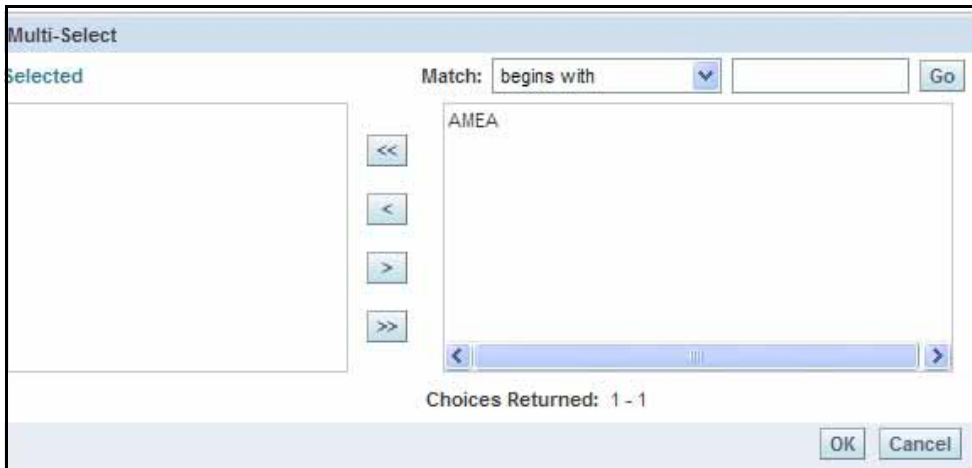 Multi-Select
Selected
Match: begins with Go
AMEA
<<
<
>
>>
Choices Returned: 1 - 1
OK Cancel